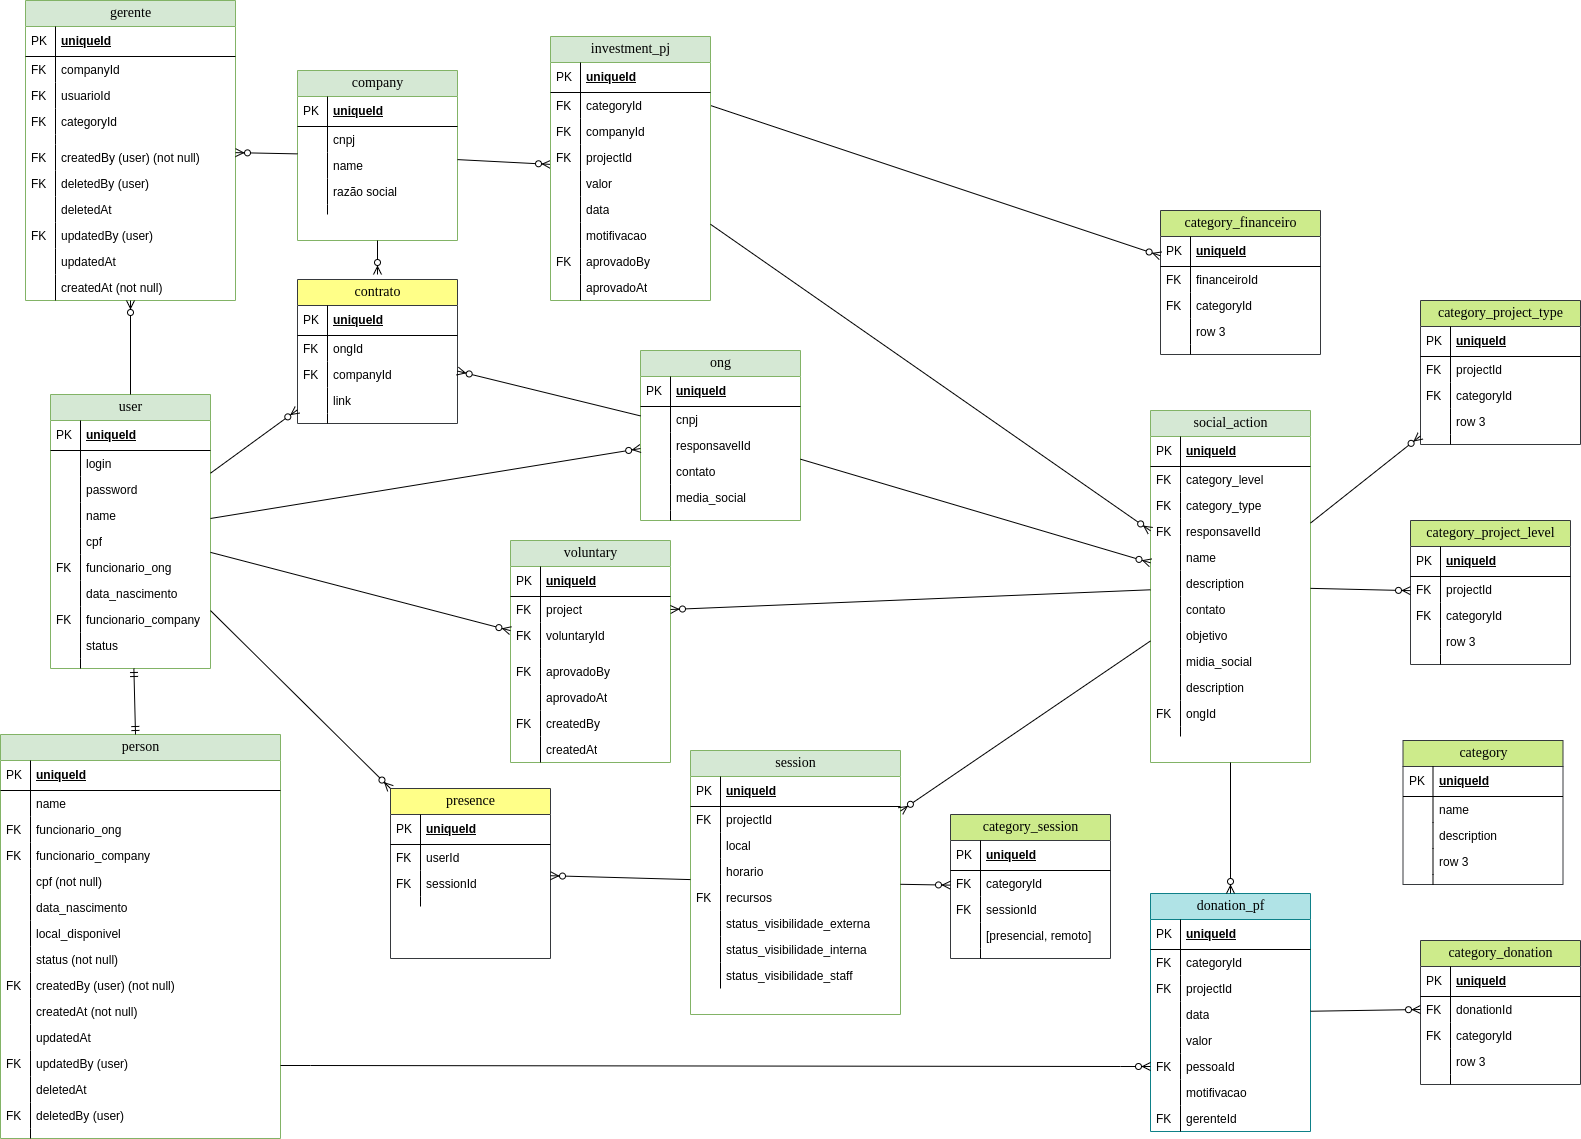 gerente
PK uniqueId
FK companyId
FK usuarioId
FK categoryId
FK createdBy (user) (not null)
FK deletedBy (user)
deletedAt
FK updatedBy (user)
updatedAt
createdAt (not null)
company
PK uniqueId
cnpj
name
razão social
investment_pj
PK uniqueId
FK categoryId
FK companyId
FK projectId
valor
data
motifivacao
FK aprovadoBy
aprovadoAt
category_financeiro
PK uniqueId
FK financeiroId
FK categoryId
row 3
contrato
PK uniqueId
FK ongId
FK companyId
link
category_project_type
PK uniqueId
FK projectId
FK categoryId
row 3
ong
PK uniqueId
cnpj
responsavelId
contato
media_social
user
PK uniqueId
login
password
name
cpf
FK funcionario_ong
data_nascimento
FK funcionario_company
status
social_action
PK uniqueId
FK category_level
FK category_type
FK responsavelId
name
description
contato
objetivo
midia_social
description
FK ongId
category_project_level
PK uniqueId
FK projectId
FK categoryId
row 3
voluntary
PK uniqueId
FK project
FK voluntaryId
FK aprovadoBy
aprovadoAt
FK createdBy
createdAt
person
PK uniqueId
name
FK funcionario_ong
FK funcionario_company
cpf (not null)
data_nascimento
local_disponivel
status (not null)
FK createdBy (user) (not null)
createdAt (not null)
updatedAt
FK updatedBy (user)
deletedAt
FK deletedBy (user)
presence
PK uniqueId
FK userId
FK sessionId
session
PK uniqueId
FK projectId
local
horario
FK recursos
status_visibilidade_externa
status_visibilidade_interna
status_visibilidade_staff
category_session
PK uniqueId
FK categoryId
FK sessionId
[presencial, remoto]
category
PK uniqueId
name
description
row 3
donation_pf
PK uniqueId
FK categoryId
FK projectId
data
valor
FK pessoaId
motifivacao
FK gerenteId
category_donation
PK uniqueId
FK donationId
FK categoryId
row 3